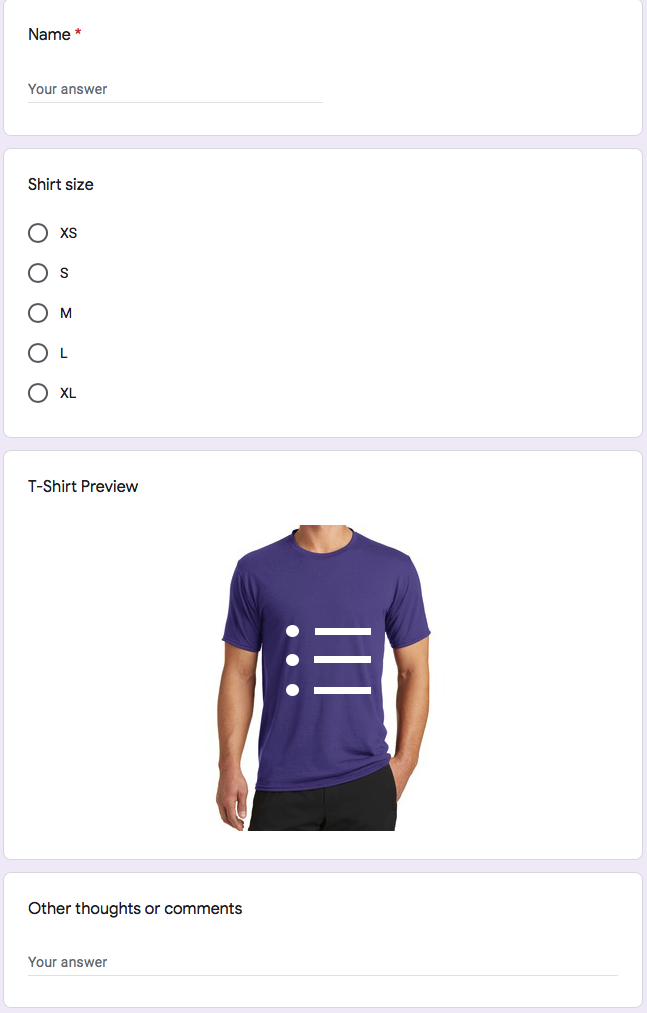 Name *
Your answer
Shirt size
XS
S
M
L
XL
T-Shirt Preview
Other thoughts or comments
Your answer